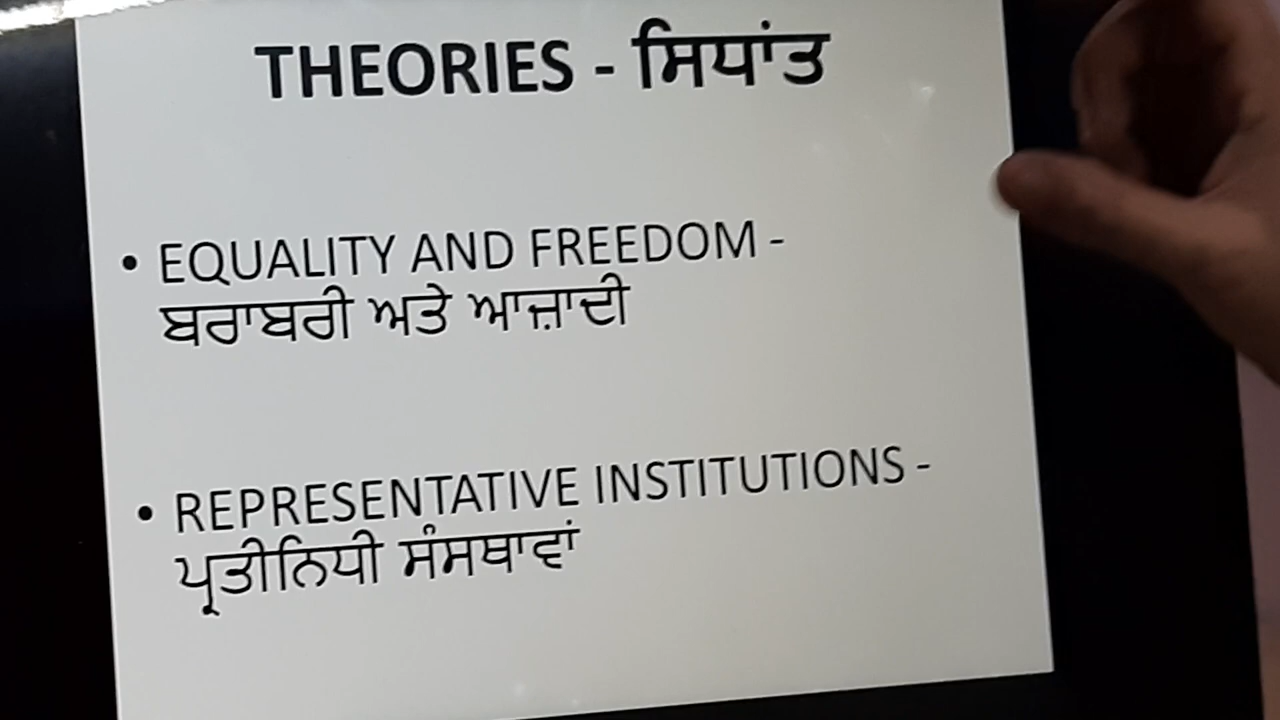 THEORIES - ਸਿਧਾਂਤ
• EQUALITY AND FREEDOM -
ਬਰਾਬਰੀ ਅਤੇ ਆਜ਼ਾਦੀ
• REPRESENTATIVE INSTITUTIONS -
ਪ੍ਰਤੀਨਿਧੀ ਸੰਸਥਾਵਾਂ